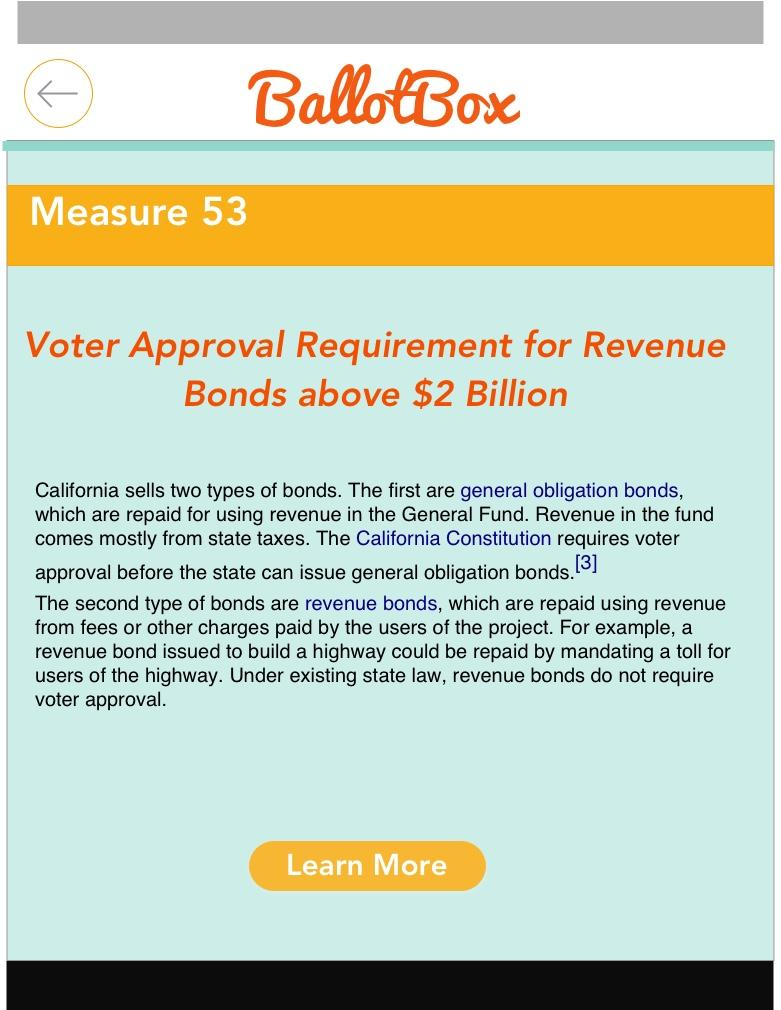 BallotBox
Measure 53
Voter Approval Requirement for Revenue
Bonds above $2 Billion
California sells two types of bonds. The first are general obligation bonds,
which are repaid for using revenue in the General Fund. Revenue in the fund
comes mostly from state taxes. The California Constitution requires voter
approval before the state can issue general obligation bonds.[3]
The second type of bonds are revenue bonds, which are repaid using revenue
from fees or other charges paid by the users of the project. For example, a
revenue bond issued to build a highway could be repaid by mandating a toll for
users of the highway. Under existing state law, revenue bonds do not require
voter approval.
Learn More